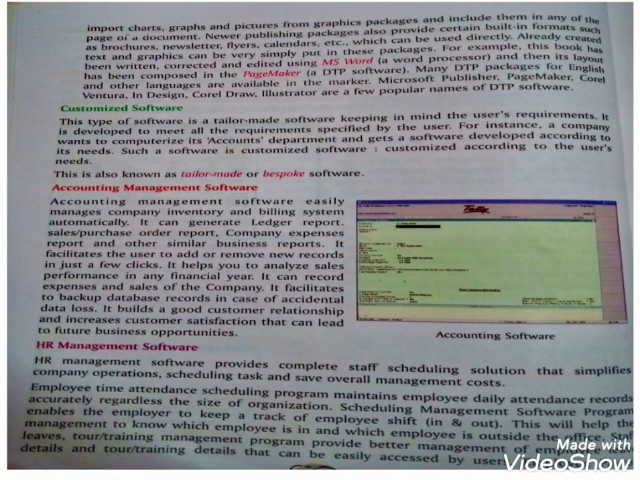 import charts, graphs and pictures from graphics packages and include them in any of the
page of a document. Newer publishing packages also provide certain built-in formats such
as brochures, newsletter, flyers, calendars, etc., which can be used directly. Already created
text and graphics can be very simply put in these packages. For example, this book has
been written, corrected and edited using MS Word (a word processor) and then its layout
has been composed in the PageMaker (a DTP software). Many DTP packages for English
and other languages are available in the marker. Microsoft Publisher, PageMaker, Corel
Ventura, In Design, Corel Draw, Illustrator are a few popular names of DTP software.
Customized Software
This type of software is a tailor-made software keeping in mind the user's requirements. It
is developed to meet all the requirements specified by the user. For instance, a company
wants to computerize its 'Accounts' department and gets a software developed according to
its needs. Such a software is customized software : customized according to the user's
needs.
This is also known as tailor-made or bespoke software.
Accounting Management Software
Accounting management software easily
manages company inventory and billing system
automatically. It can generate Ledger report.
sales/purchase order report, Company expenses
report and other similar business reports. It
facilitates the user to add or remove new records
in just a few clicks. It helps you to analyze sales
performance in any financial year. It can record
expenses and sales of the Company. It facilitates
to backup database records in case of accidental
data loss. It builds a good customer relationship
and increases customer satisfaction that can lead
to future business opportunities.
Tally
Accounting Software
HR Management Software
HR management software provides complete staff scheduling solution that simplifies
company operations, scheduling task and save overall management costs.
Employee time attendance scheduling program maintains employee daily attendance records
accurately regardless the size of organization. Scheduling Management Software Program
enables the employer to keep a track of employee shift (in & out). This will help the
management to know which employee is in and which employee is outside the office. Staff
leaves, tour/training management program provide better management of employee leave
details and tour/training details that can be easily accessed by user
Made with
VideoShow